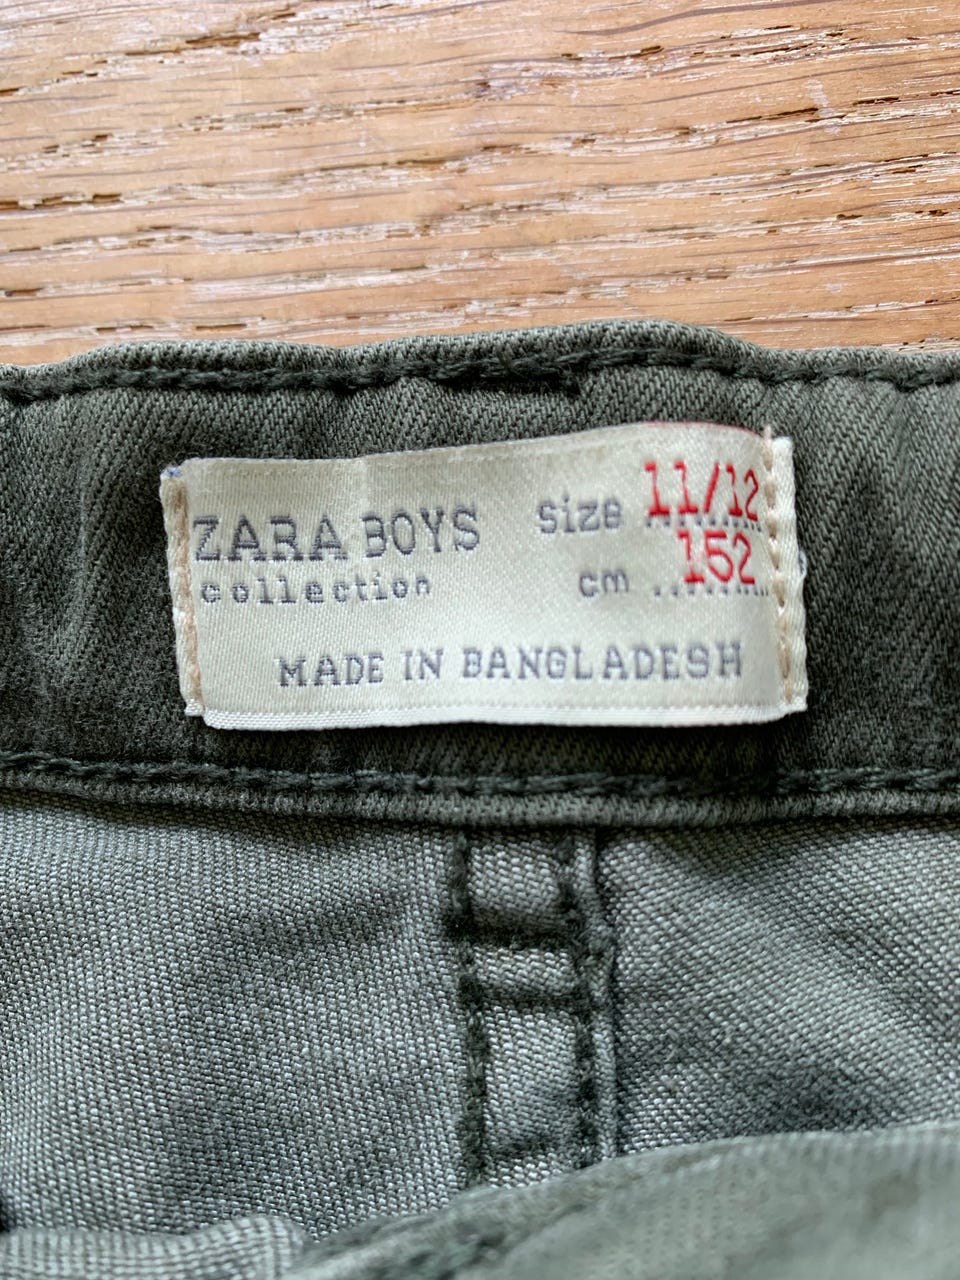 ZARA BOYS size 11/12
collection cm 152
MADE IN BANGLADESH